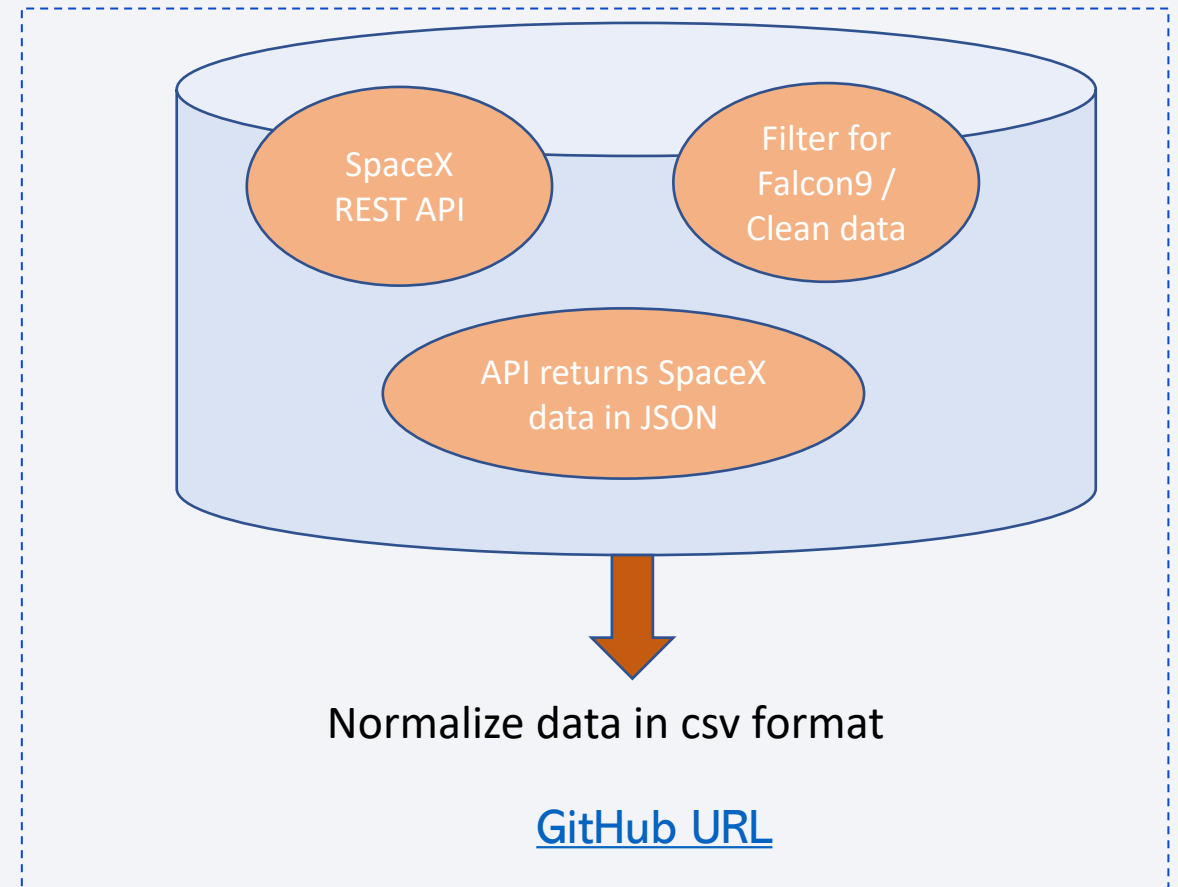 SpaceX
REST API
Filter for
Falcon9 /
Clean data
API returns SpaceX
data in JSON
Normalize data in csv format
GitHub URL